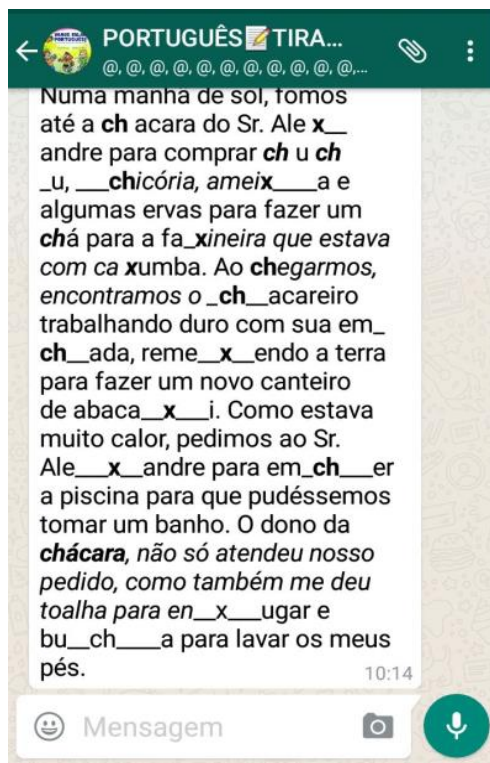 PORTUGUÊS📝TIRA...
@, @, @, @, @, @, @, @, @, @, @,...
Numa manhã de sol, fomos
até a ch acara do Sr. Ale x__
andre para comprar ch u ch
_u, ___chicória, ameix____a e
algumas ervas para fazer um
chá para a fa_xineira que estava
com ca xumba. Ao chegarmos,
encontramos o _ch__acareiro
trabalhando duro com sua em_
ch__ada, reme__x__endo a terra
para fazer um novo canteiro
de abaca__x___i. Como estava
muito calor, pedimos ao Sr.
Ale___x__andre para em_ch___er
a piscina para que pudéssemos
tomar um banho. O dono da
chácara, não só atendeu nosso
pedido, como também me deu
toalha para en__x___ugar e
bu__ch____a para lavar os meus
pés.
10:14
Mensagem